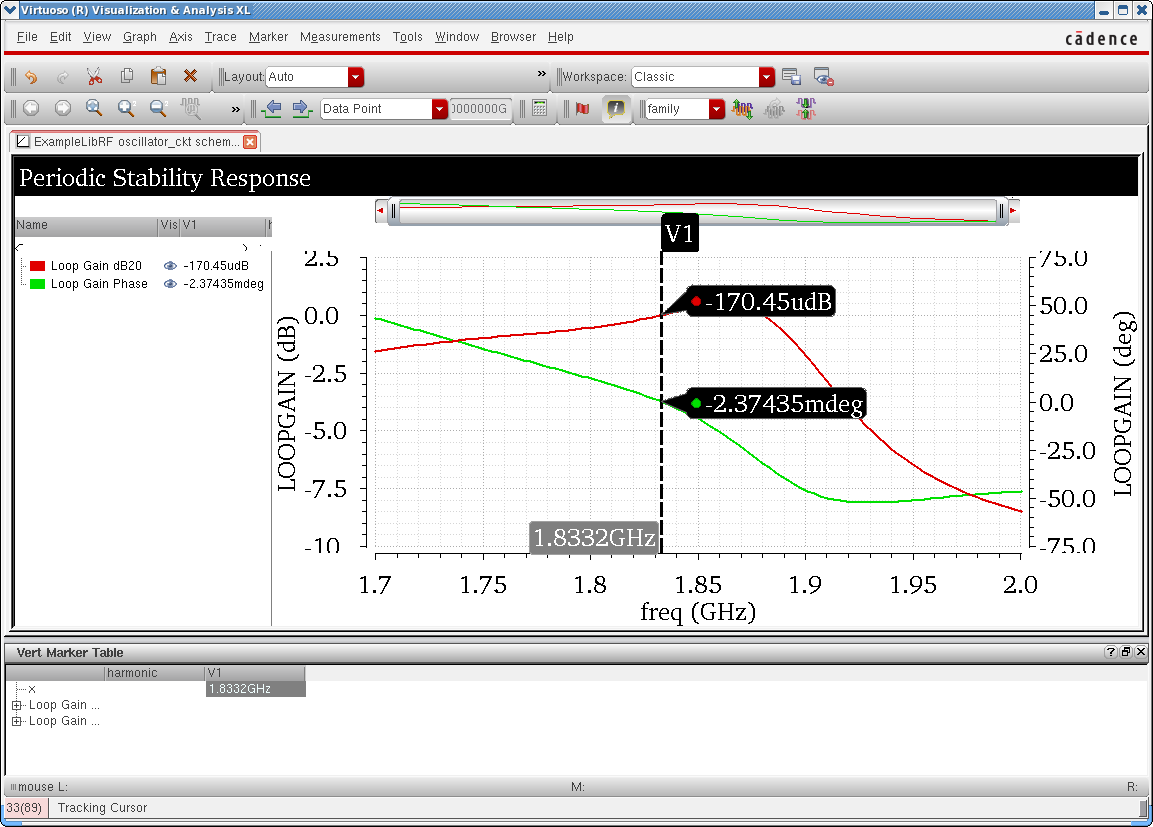 Virtuoso (R) Visualization & Analysis XL
File Edit View Graph Axis Trace Marker Measurements Tools Window Browser Help
cādence
Layout: Auto
» Workspace: Classic
» Data Point
000000G
family
ExampleLibRF oscillator_ckt schem...
Periodic Stability Response
Name Vis V1
Loop Gain dB20 -170.45udB
Loop Gain Phase -2.37435mdeg
V1
-170.45udB
-2.37435mdeg
1.8332GHz
LOOPGAIN (dB)
2.5
0.0
-2.5
-5.0
-7.5
-10
75.0
50.0
25.0
0.0
-25.0
-50.0
-75.0
LOOPGAIN (deg)
1.7 1.75 1.8 1.85 1.9 1.95 2.0
freq (GHz)
Vert Marker Table
harmonic V1
x 1.8332GHz
Loop Gain ...
Loop Gain ...
mouse L: M: R:
33(89) Tracking Cursor